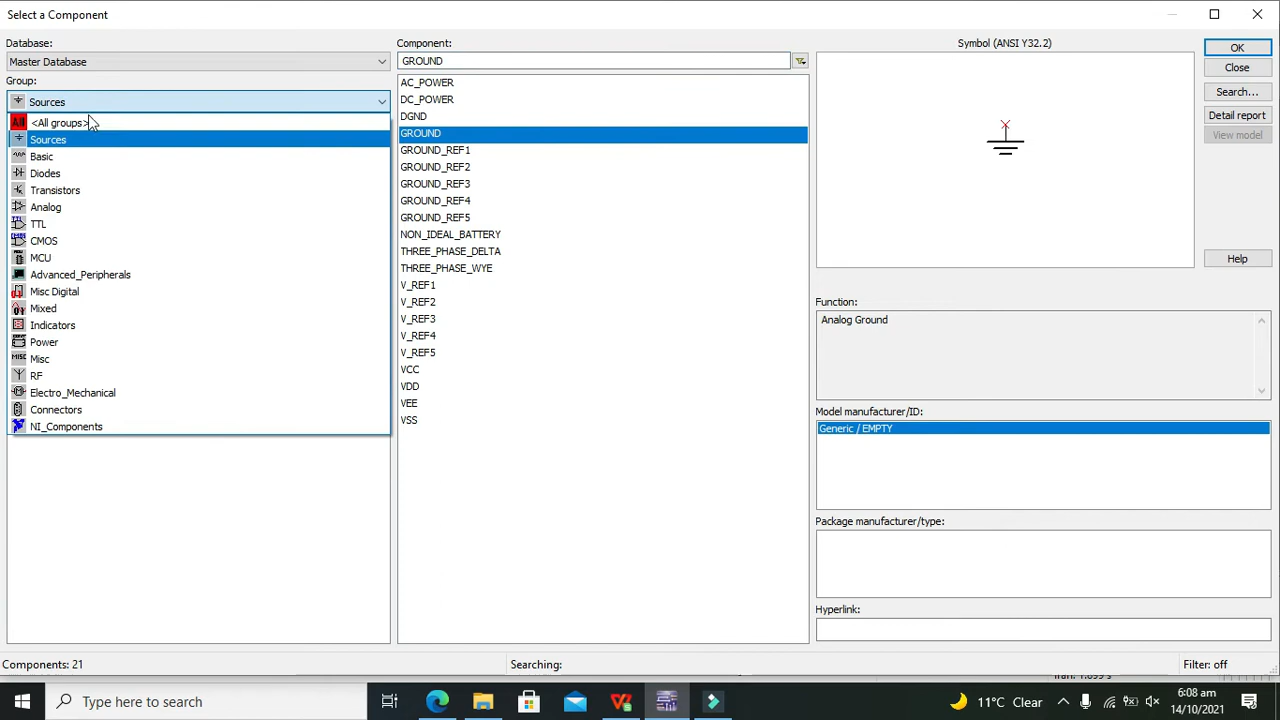 Select a Component
Database:
Master Database
Group:
Sources
All <All groups>
Sources
Basic
Diodes
Transistors
Analog
TTL
CMOS
MCU
Advanced_Peripherals
Misc Digital
Mixed
Indicators
Power
MISC Misc
RF
Electro_Mechanical
Connectors
NI_Components
Component:
GROUND
AC_POWER
DC_POWER
DGND
GROUND
GROUND_REF1
GROUND_REF2
GROUND_REF3
GROUND_REF4
GROUND_REF5
NON_IDEAL_BATTERY
THREE_PHASE_DELTA
THREE_PHASE_WYE
V_REF1
V_REF2
V_REF3
V_REF4
V_REF5
VCC
VDD
VEE
VSS
Symbol (ANSI Y32.2)
Function:
Analog Ground
Model manufacturer/ID:
Generic / EMPTY
Package manufacturer/type:
Hyperlink:
OK
Close
Search...
Detail report
View model
Help
Components: 21
Searching:
Filter: off
Type here to search
11°C Clear
6:08 am
14/10/2021